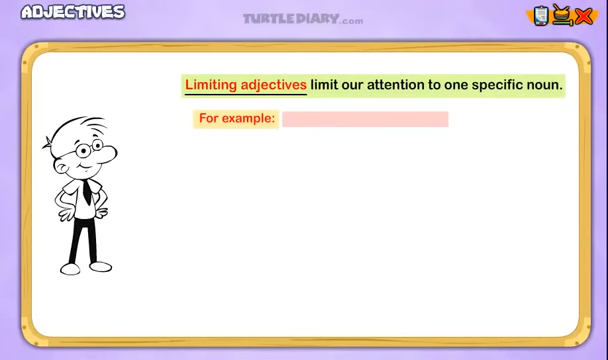 ADJECTIVES
TURTLEDIARY.com
Limiting adjectives limit our attention to one specific noun.
For example: